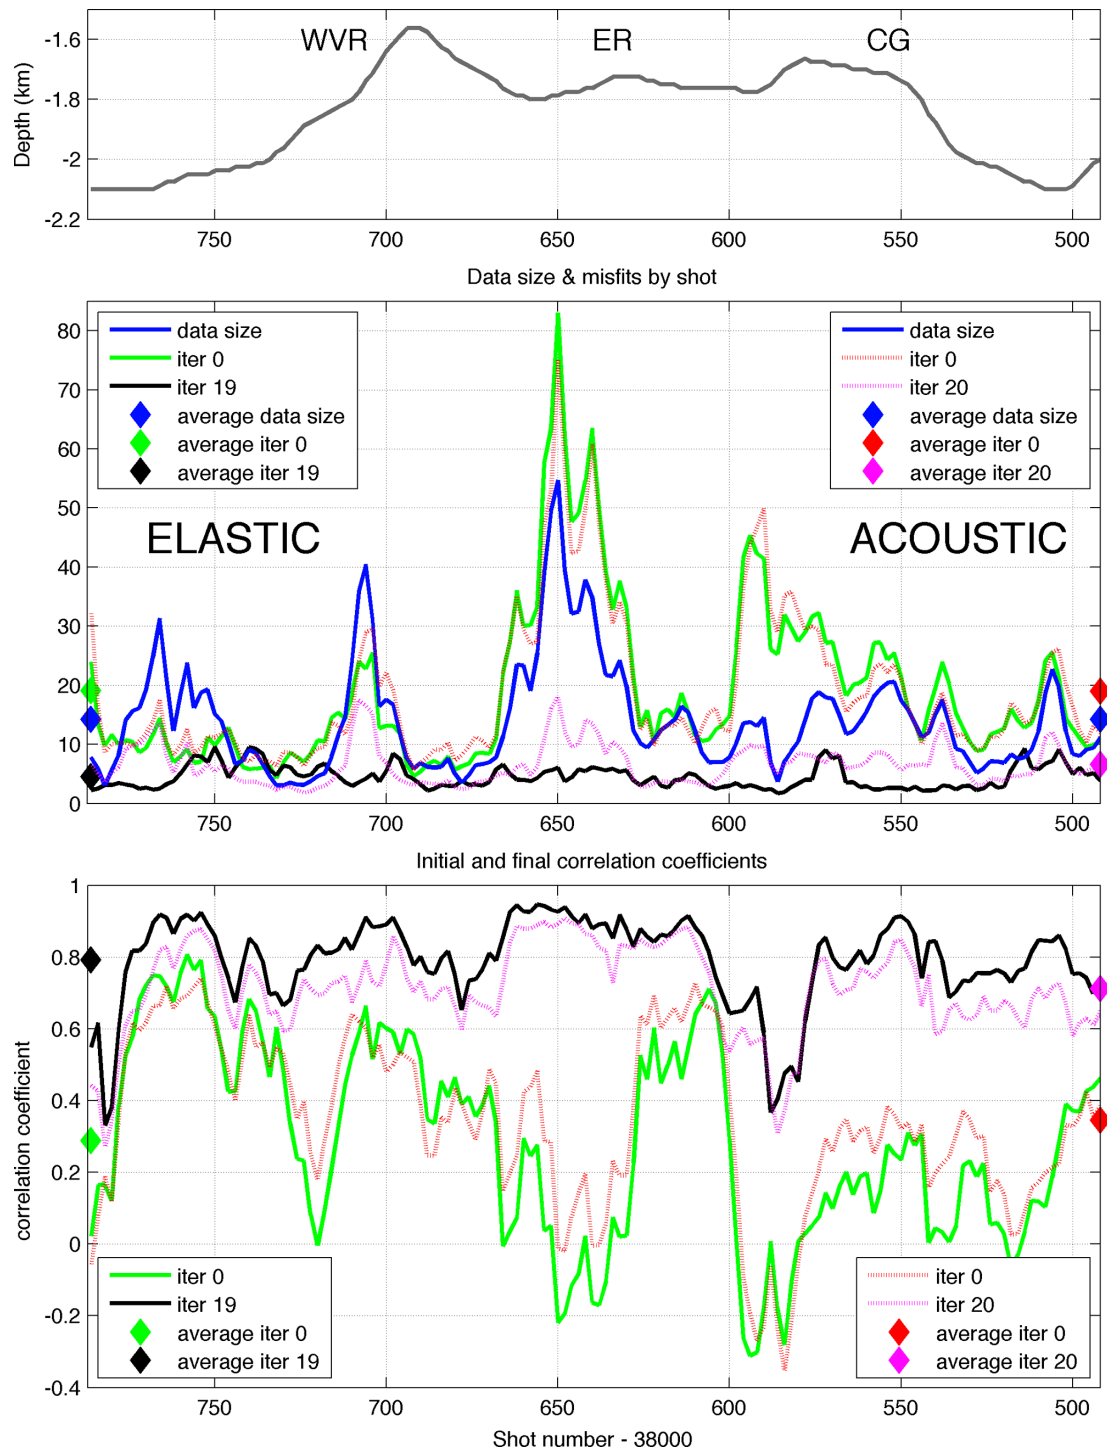 WVR ER CG
Depth (km)
-1.6
-1.8
-2
-2.2
750 700 650 600 550 500
Data size & misfits by shot
80
70
60
50
40
30
20
10
0
data size
iter 0
iter 19
average data size
average iter 0
average iter 19
data size
iter 0
iter 20
average data size
average iter 0
average iter 20
ELASTIC
ACOUSTIC
750 700 650 600 550 500
Initial and final correlation coefficients
correlation coefficient
1
0.8
0.6
0.4
0.2
0
-0.2
-0.4
iter 0
iter 19
average iter 0
average iter 19
iter 0
iter 20
average iter 0
average iter 20
750 700 650 600 550 500
Shot number - 38000